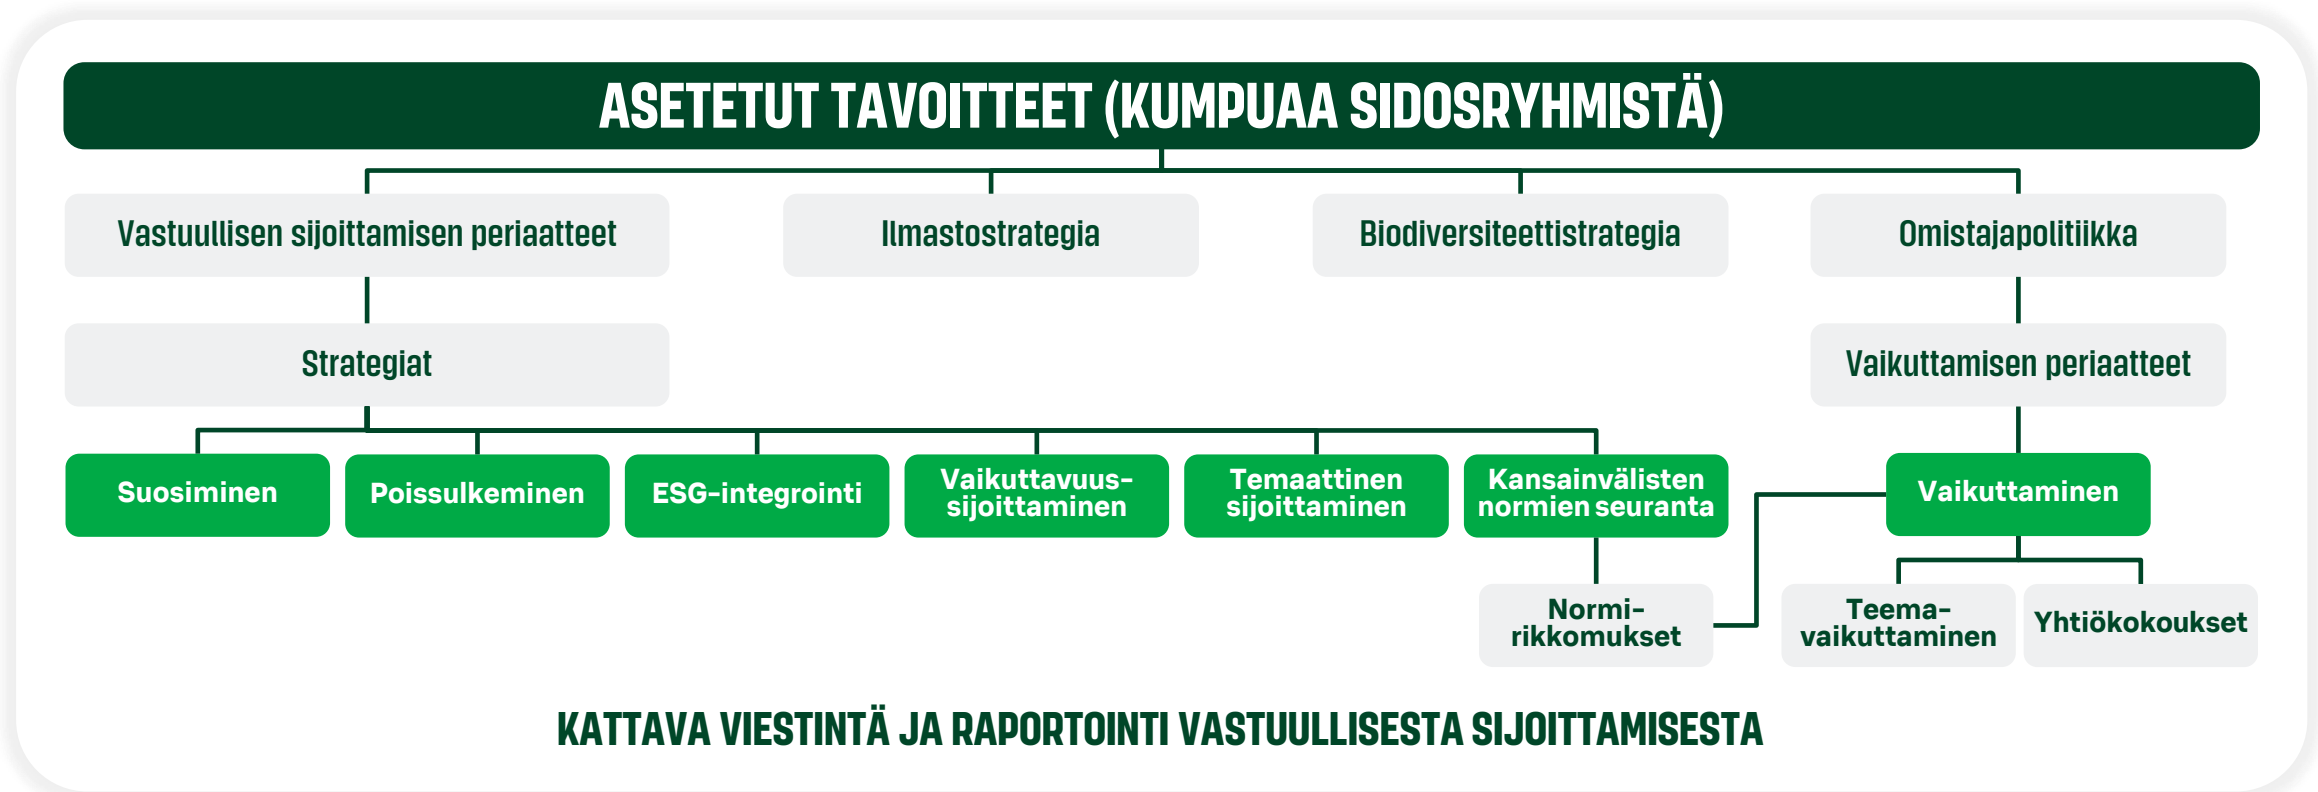 ASETETUT TAVOITTEET (KUMPUAA SIDOSRYHMISTÄ)
Vastuullisen sijoittamisen periaatteet
Ilmastostrategia
Biodiversiteettistrategia
Omistajapolitiikka
Strategiat
Vaikuttamisen periaatteet
Suosiminen
Poissulkeminen
ESG-integrointi
Vaikuttavuus-
sijoittaminen
Temaattinen
sijoittaminen
Kansainvälisten
normien seuranta
Vaikuttaminen
Normi-
rikkomukset
Teema-
vaikuttaminen
Yhtiökokoukset
KATTAVA VIESTINTÄ JA RAPORTOINTI VASTUULLISESTA SIJOITTAMISESTA